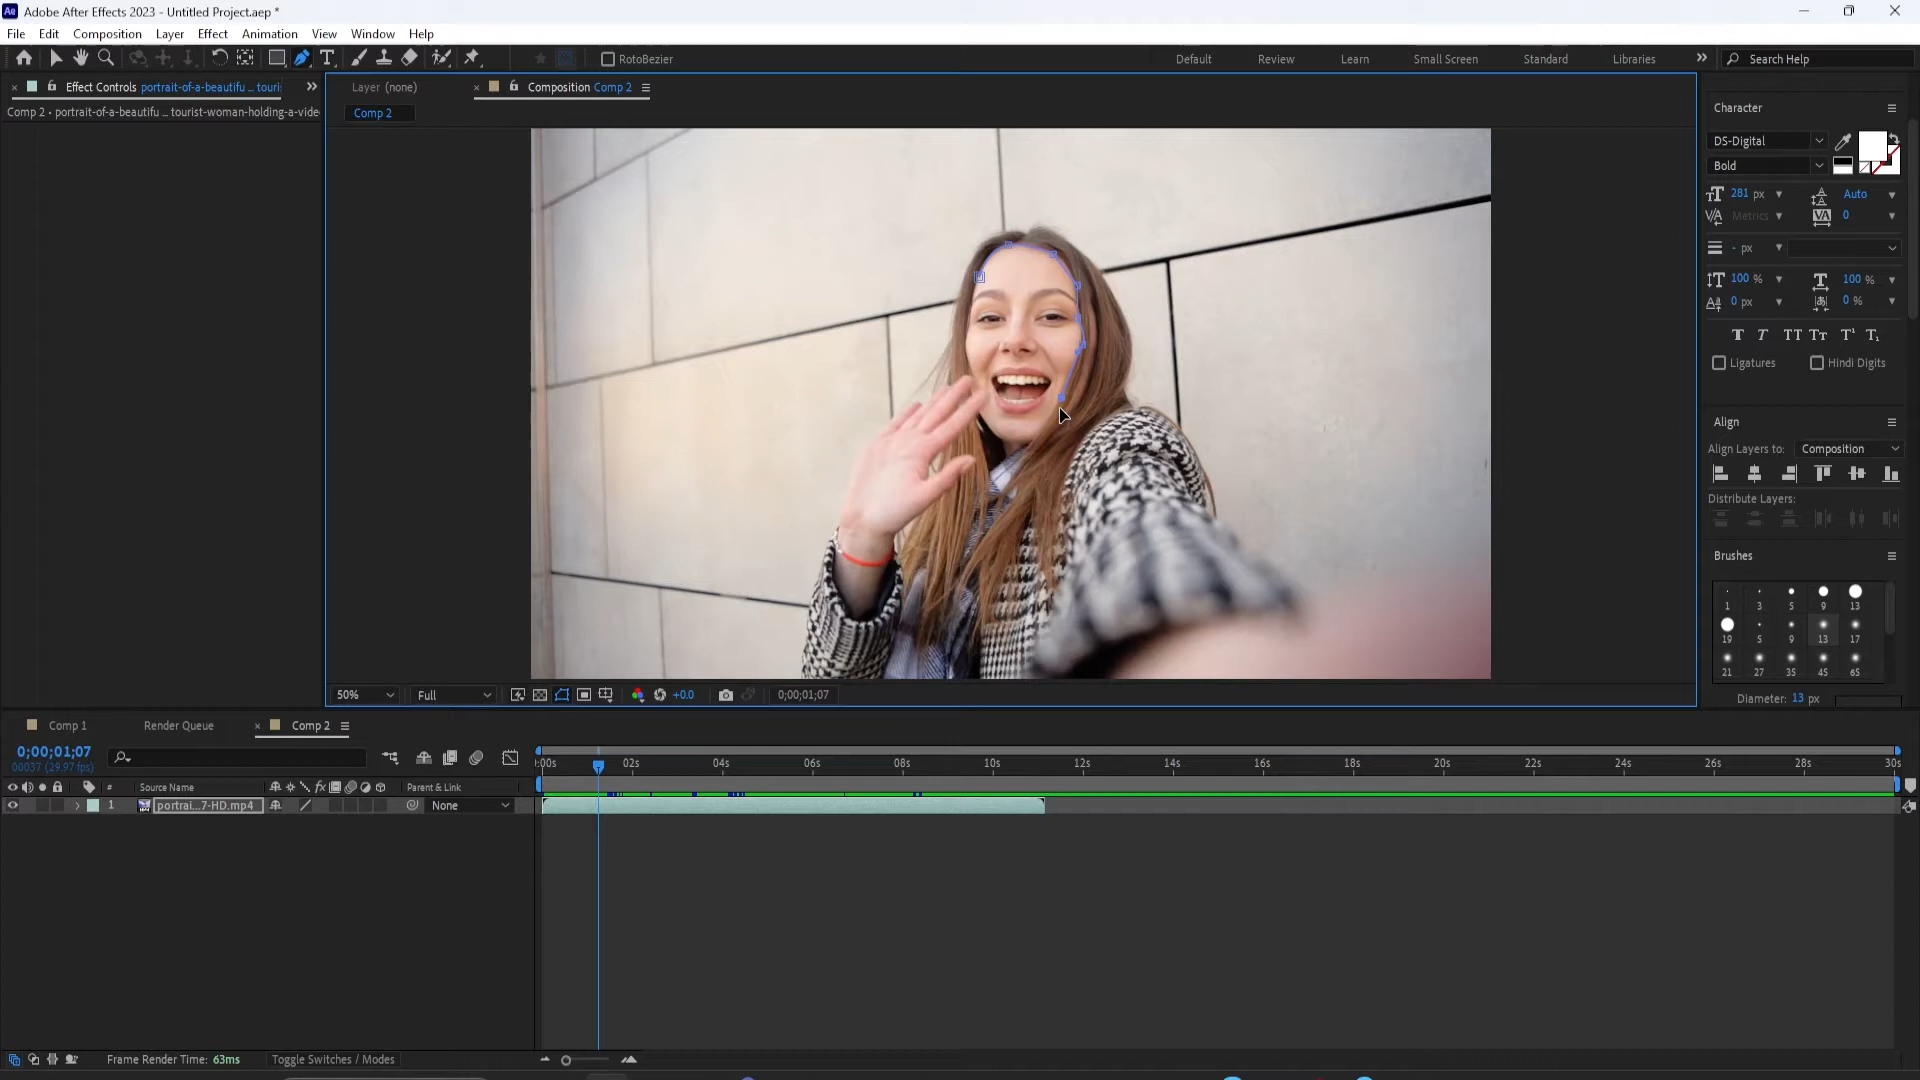 Ae Adobe After Effects 2023 - Untitled Project.aep *
File Edit Composition Layer Effect Animation View Window Help
RotoBezier Default Review Learn Small Screen Standard Libraries Search Help
Effect Controls portrait-of-a-beautifu ... touri
Comp 2 • portrait-of-a-beautifu ... tourist-woman-holding-a-vide
Layer (none)
Composition Comp 2
Comp 2
Character
DS-Digital
Bold
281 px Auto
Metrics 0
- px
100 % 100 %
0 px 0 %
Ligatures Hindi Digits
Align
Align Layers to: Composition
Distribute Layers:
Brushes
1 3 5 9 13
19 5 9 13 17
21 27 35 45 65
Diameter: 13 px
50% Full +0.0 0;00;01;07
Comp 1 Render Queue Comp 2
0;00;01;07
00037 (29.97 fps)
:00s 02s 04s 06s 08s 10s 12s 14s 16s 18s 20s 22s 24s 26s 28s 30s
# Source Name fx Parent & Link
1 portrai...7-HD.mp4 None
Frame Render Time: 63ms Toggle Switches / Modes